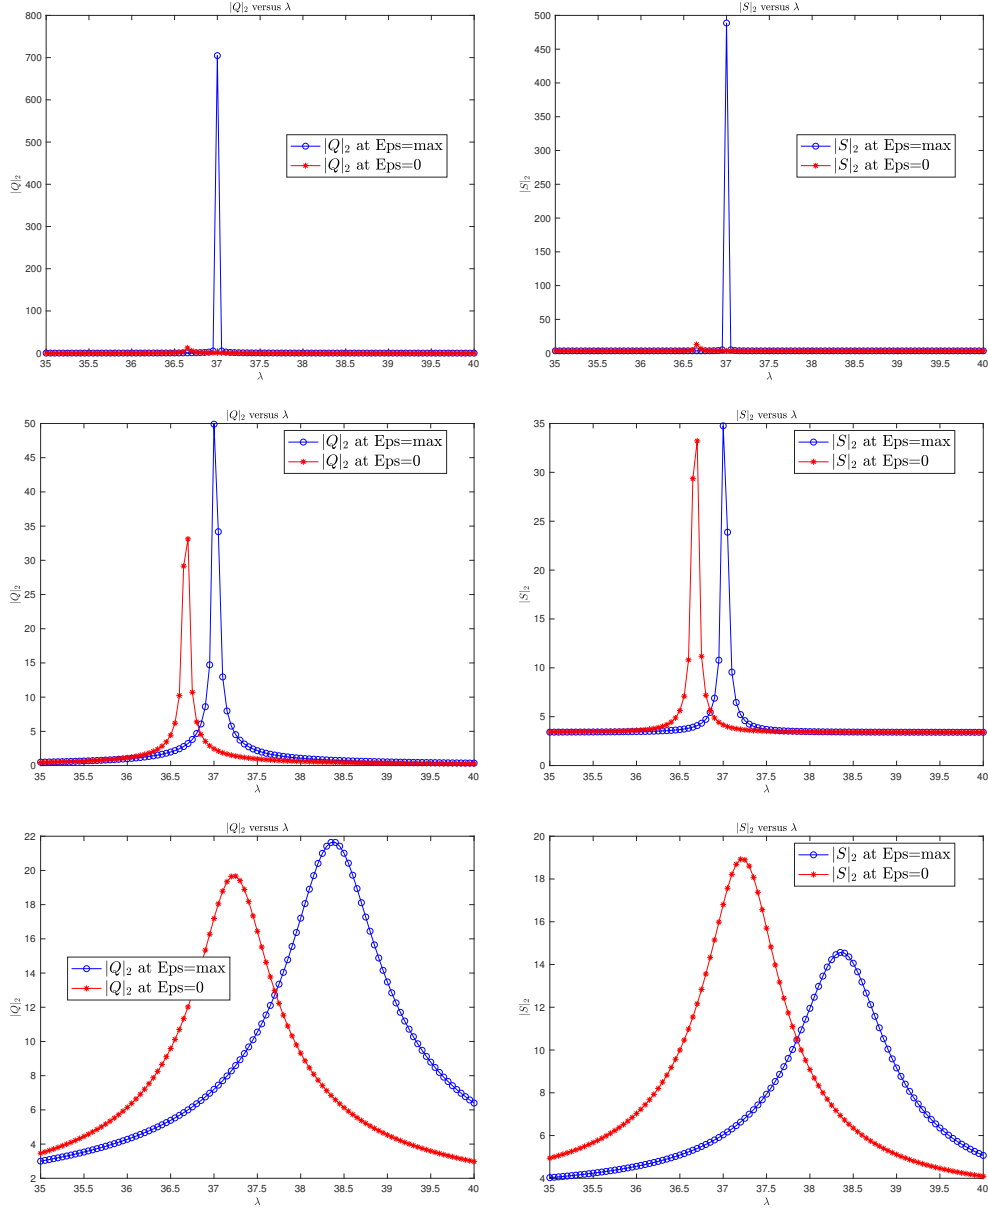 |Q|₂ versus λ
800
700
600
500
400
300
200
100
0
|Q|₂
35 35.5 36 36.5 37 37.5 38 38.5 39 39.5 40
λ
|Q|₂ at Eps=max
|Q|₂ at Eps=0
|S|₂ versus λ
500
450
400
350
300
250
200
150
100
50
0
|S|₂
35 35.5 36 36.5 37 37.5 38 38.5 39 39.5 40
λ
|S|₂ at Eps=max
|S|₂ at Eps=0
|Q|₂ versus λ
50
45
40
35
30
25
20
15
10
5
0
|Q|₂
35 35.5 36 36.5 37 37.5 38 38.5 39 39.5 40
λ
|Q|₂ at Eps=max
|Q|₂ at Eps=0
|S|₂ versus λ
35
30
25
20
15
10
5
0
|S|₂
35 35.5 36 36.5 37 37.5 38 38.5 39 39.5 40
λ
|S|₂ at Eps=max
|S|₂ at Eps=0
|Q|₂ versus λ
22
20
18
16
14
12
10
8
6
4
2
|Q|₂
35 35.5 36 36.5 37 37.5 38 38.5 39 39.5 40
λ
|Q|₂ at Eps=max
|Q|₂ at Eps=0
|S|₂ versus λ
20
18
16
14
12
10
8
6
4
|S|₂
35 35.5 36 36.5 37 37.5 38 38.5 39 39.5 40
λ
|S|₂ at Eps=max
|S|₂ at Eps=0